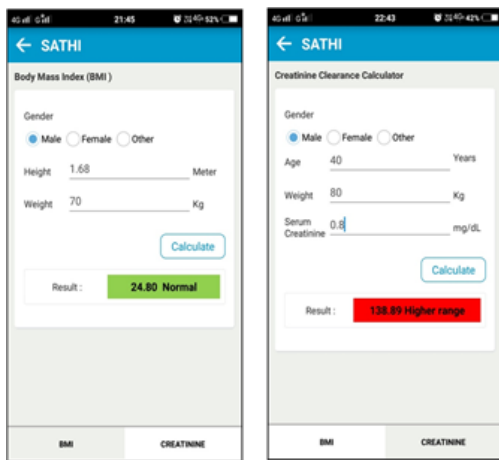 21:45
52%
SATHI
Body Mass Index (BMI )
Gender
Male Female Other
Height 1.68 Meter
Weight 70 Kg
Calculate
Result : 24.80 Normal
BMI CREATININE
22:43
42%
SATHI
Creatinine Clearance Calculator
Gender
Male Female Other
Age 40 Years
Weight 80 Kg
Serum
Creatinine 0.8 mg/dL
Calculate
Result : 138.89 Higher range
BMI CREATININE